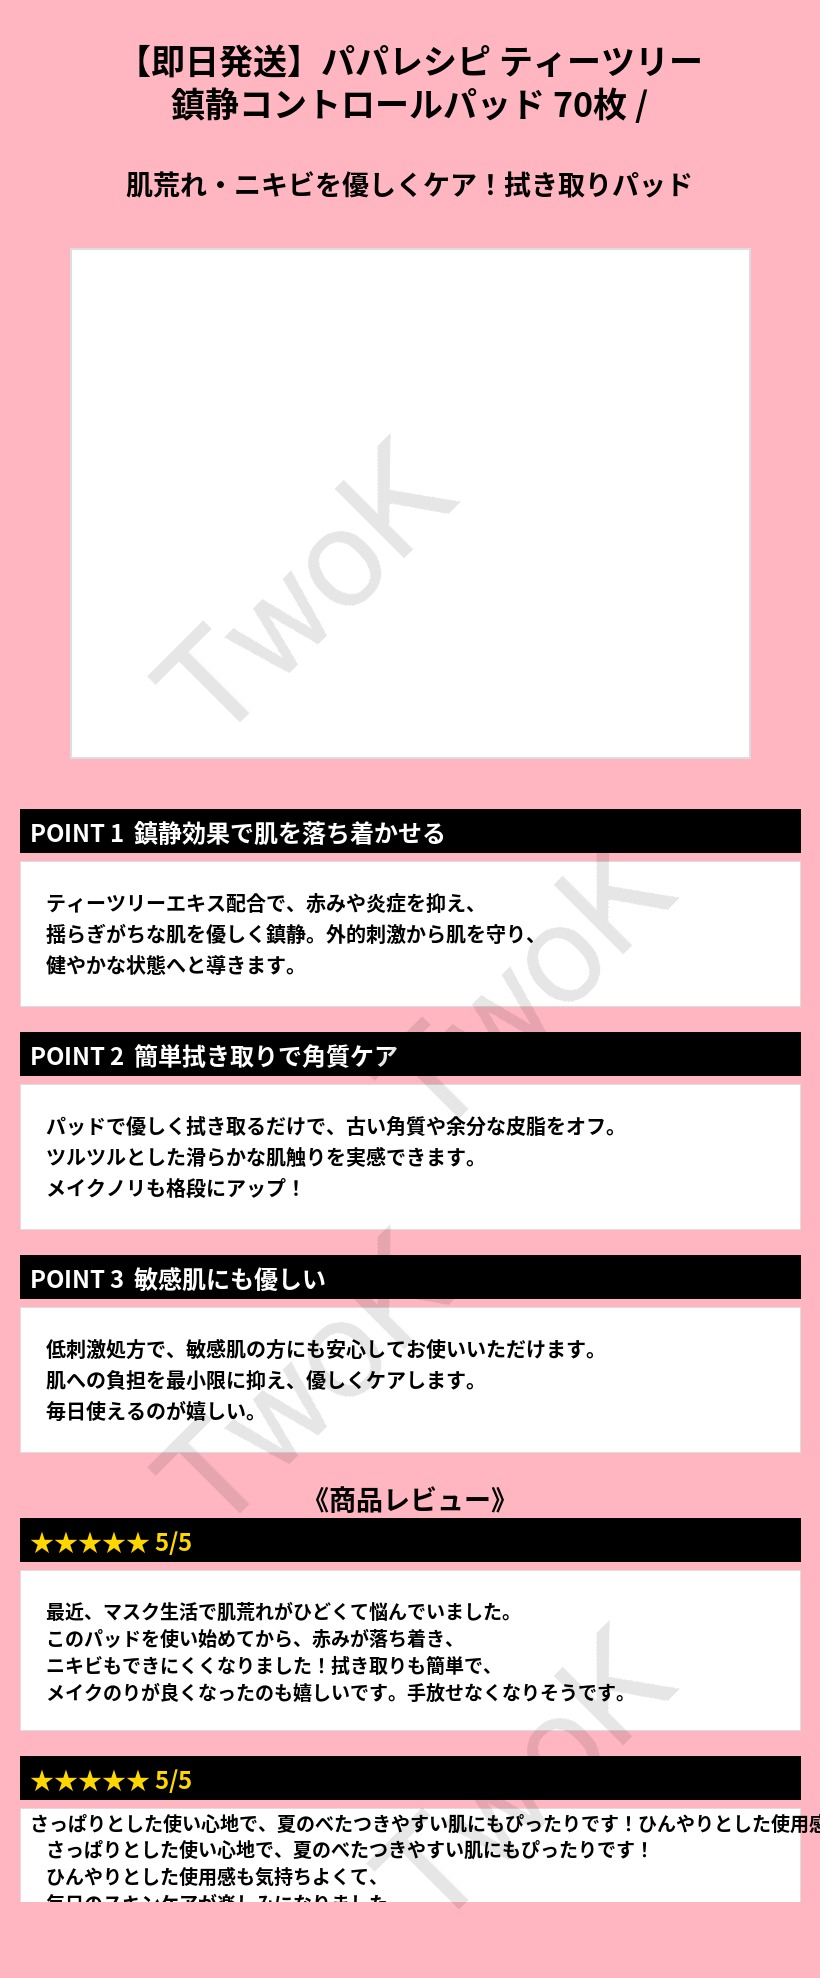 【即日発送】パパレシピ ティーツリー
鎮静コントロールパッド 70枚 /
肌荒れ・ニキビを優しくケア！拭き取りパッド
TwoK
POINT 1 鎮静効果で肌を落ち着かせる
ティーツリーエキス配合で、赤みや炎症を抑え、
揺らぎがちな肌を優しく鎮静。外的刺激から肌を守り、
健やかな状態へと導きます。
TwoK
POINT 2 簡単拭き取りで角質ケア
パッドで優しく拭き取るだけで、古い角質や余分な皮脂をオフ。
ツルツルとした滑らかな肌触りを実感できます。
メイクノリも格段にアップ！
POINT 3 敏感肌にも優しい
低刺激処方で、敏感肌の方にも安心してお使いいただけます。
肌への負担を最小限に抑え、優しくケアします。
毎日使えるのが嬉しい。
TwoK
《商品レビュー》
★★★★★ 5/5
最近、マスク生活で肌荒れがひどくて悩んでいました。
このパッドを使い始めてから、赤みが落ち着き、
ニキビもできにくくなりました！拭き取りも簡単で、
メイクのりが良くなったのも嬉しいです。手放せなくなりそうです。
TwoK
★★★★★ 5/5
さっぱりとした使い心地で、夏のべたつきやすい肌にもぴったりです！ひんやりとした使用感
さっぱりとした使い心地で、夏のべたつきやすい肌にもぴったりです！
ひんやりとした使用感も気持ちよくて、
毎日のスキンケアが楽しみになりました